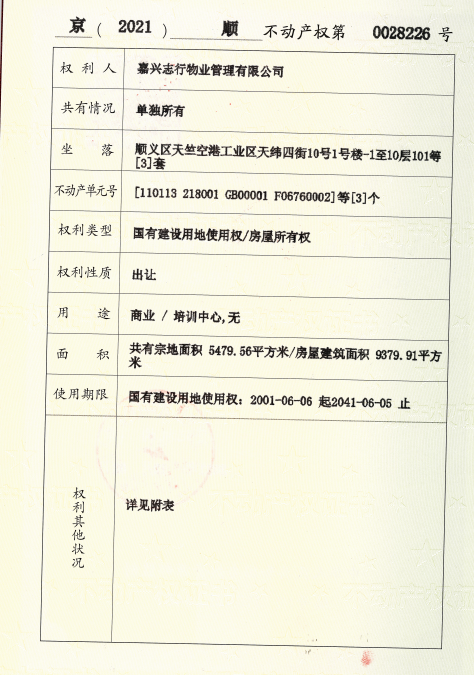 京 ( 2021 ) 顺 不动产权第 0028226 号
权利人 嘉兴志行物业管理有限公司
共有情况 单独所有
坐落 顺义区天竺空港工业区天纬四街10号1号楼-1至10层101等
[3]套
不动产单元号 [110113 218001 GB00001 F06760002]等[3]个
权利类型 国有建设用地使用权/房屋所有权
权利性质 出让
用途 商业 / 培训中心,无
面积 共有宗地面积 5479.56平方米/房屋建筑面积 9379.91平方
米
使用期限 国有建设用地使用权: 2001-06-06 起2041-06-05 止
权利其他状况 详见附表